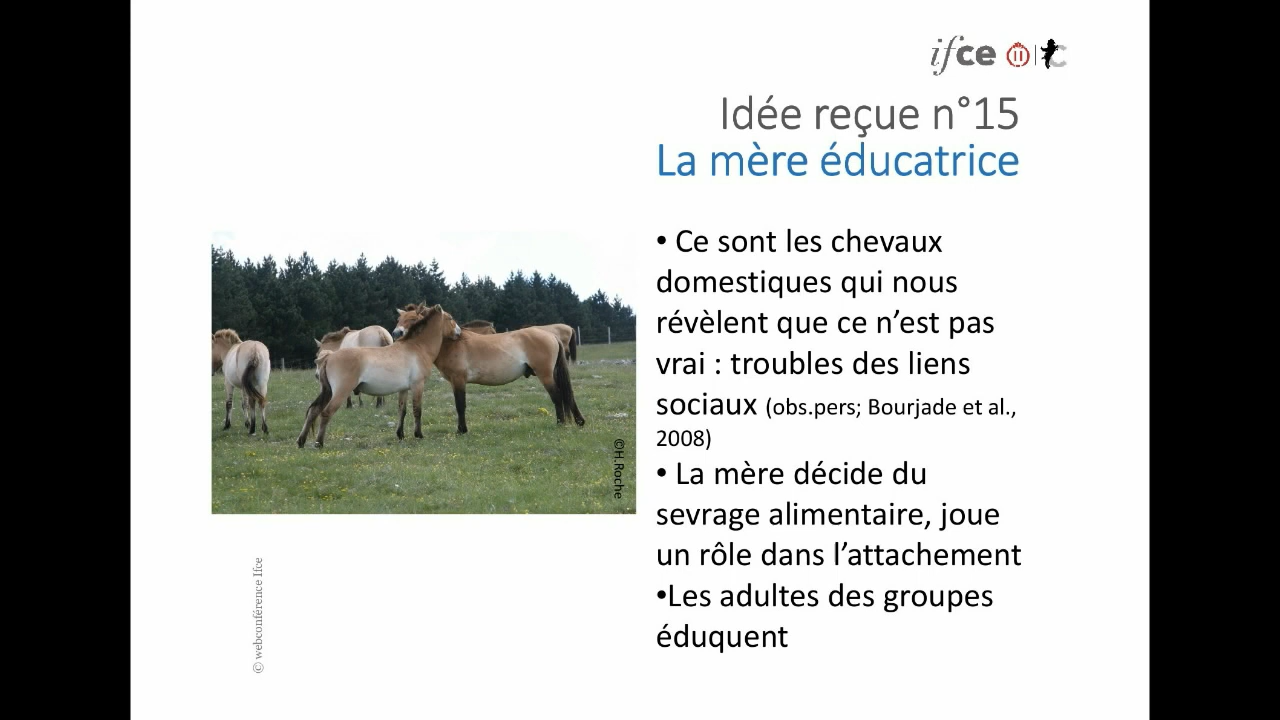 ifce
Idée reçue n°15
La mère éducatrice
• Ce sont les chevaux
domestiques qui nous
révèlent que ce n’est pas
vrai : troubles des liens
sociaux (obs.pers; Bourjade et al.,
2008)
• La mère décide du
sevrage alimentaire, joue
un rôle dans l’attachement
•Les adultes des groupes
éduquent
©H.Roche
© webconférence Ifce